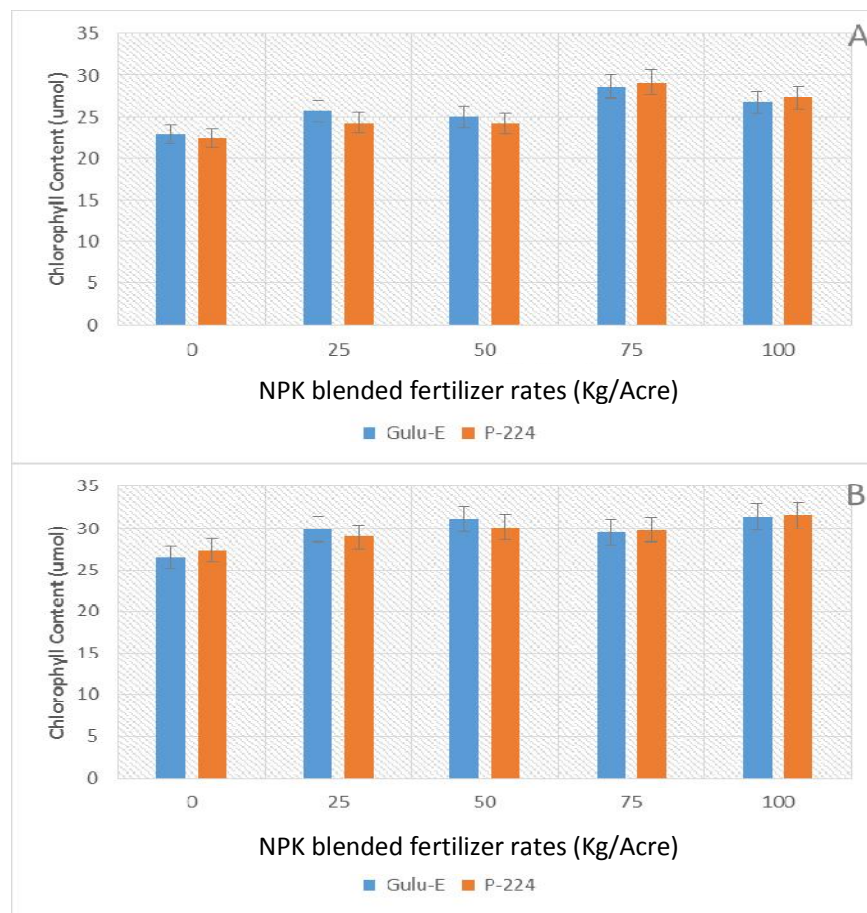 A
35
30
25
20
15
10
5
0
Chlorophyll Content (umol)
0 25 50 75 100
NPK blended fertilizer rates (Kg/Acre)
Gulu-E P-224
B
35
30
25
20
15
10
5
0
Chlorophyll Content (umol)
0 25 50 75 100
NPK blended fertilizer rates (Kg/Acre)
Gulu-E P-224